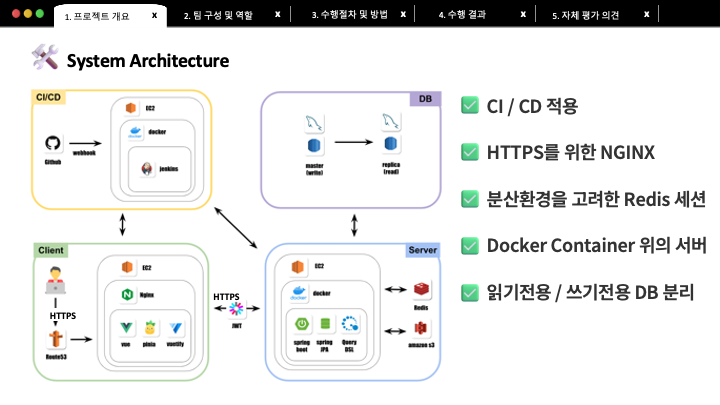 1. 프로젝트 개요 x
2. 팀 구성 및 역할 x
3. 수행절차 및 방법 x
4. 수행 결과 x
5. 자체 평가 의견 x
System Architecture
CI/CD
EC2
docker
Github
webhook
jenkins
DB
master
(write)
replica
(read)
Client
EC2
Nginx
HTTPS
vue
pinia
vuetify
Route53
HTTPS
JWT
Server
EC2
docker
spring
boot
spring
JPA
Query
DSL
Redis
amazon s3
CI / CD 적용
HTTPS를 위한 NGINX
분산환경을 고려한 Redis 세션
Docker Container 위의 서버
읽기전용 / 쓰기전용 DB 분리